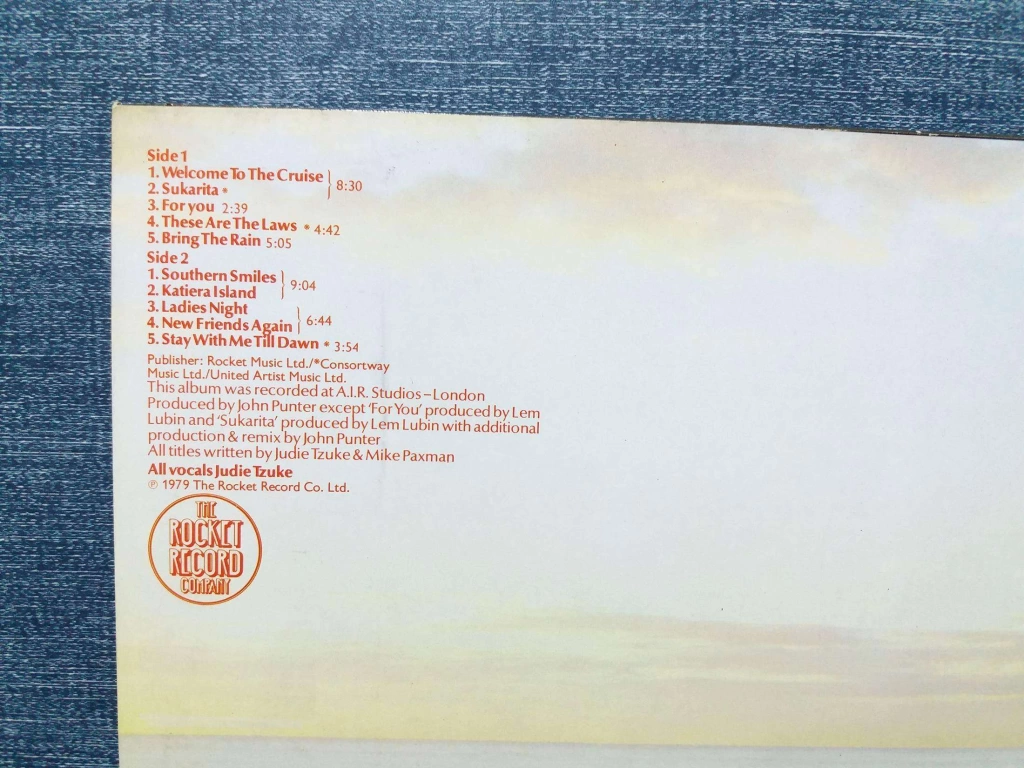 Side 1
1. Welcome To The Cruise
2. Sukarita * } 8:30
3. For you 2:39
4. These Are The Laws * 4:42
5. Bring The Rain 5:05
Side 2
1. Southern Smiles
2. Katiera Island } 9:04
3. Ladies Night
4. New Friends Again } 6:44
5. Stay With Me Till Dawn * 3:54
Publisher: Rocket Music Ltd./*Consortway
Music Ltd./United Artist Music Ltd.
This album was recorded at A.I.R. Studios – London
Produced by John Punter except 'For You' produced by Lem
Lubin and 'Sukarita' produced by Lem Lubin with additional
production & remix by John Punter
All titles written by Judie Tzuke & Mike Paxman
All vocals Judie Tzuke
℗ 1979 The Rocket Record Co. Ltd.
THE
ROCKET
RECORD
COMPANY